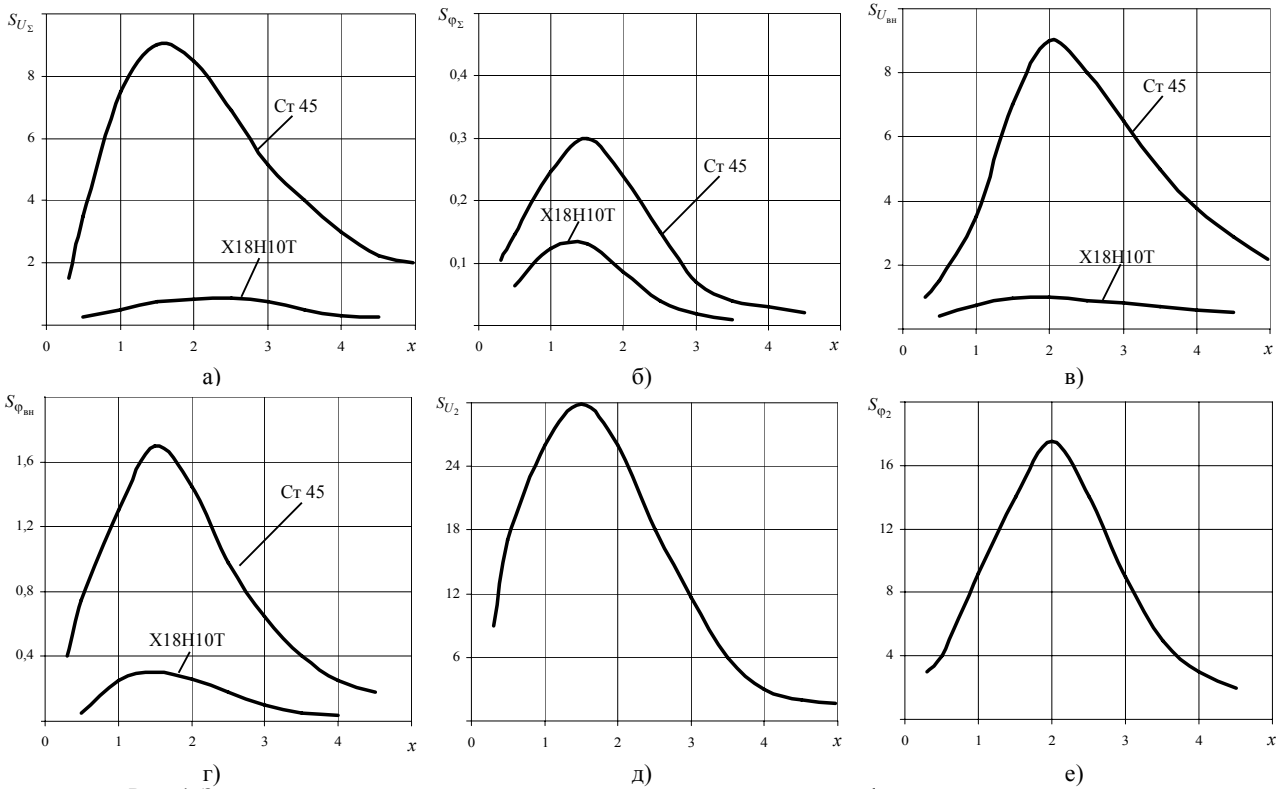 S_{U_Σ}
8
6
4
2
Ст 45
Х18Н10Т
0 1 2 3 4 x
а)
S_{φ_Σ}
0,4
0,3
0,2
0,1
Ст 45
Х18Н10Т
0 1 2 3 4 x
б)
S_{U_{вн}}
8
6
4
2
Ст 45
Х18Н10Т
0 1 2 3 4 x
в)
S_{φ_{вн}}
1,6
1,2
0,8
0,4
Ст 45
Х18Н10Т
0 1 2 3 4 x
г)
S_{U_2}
24
18
12
6
0 1 2 3 4 x
д)
S_{φ_2}
16
12
8
4
0 1 2 3 4 x
е)